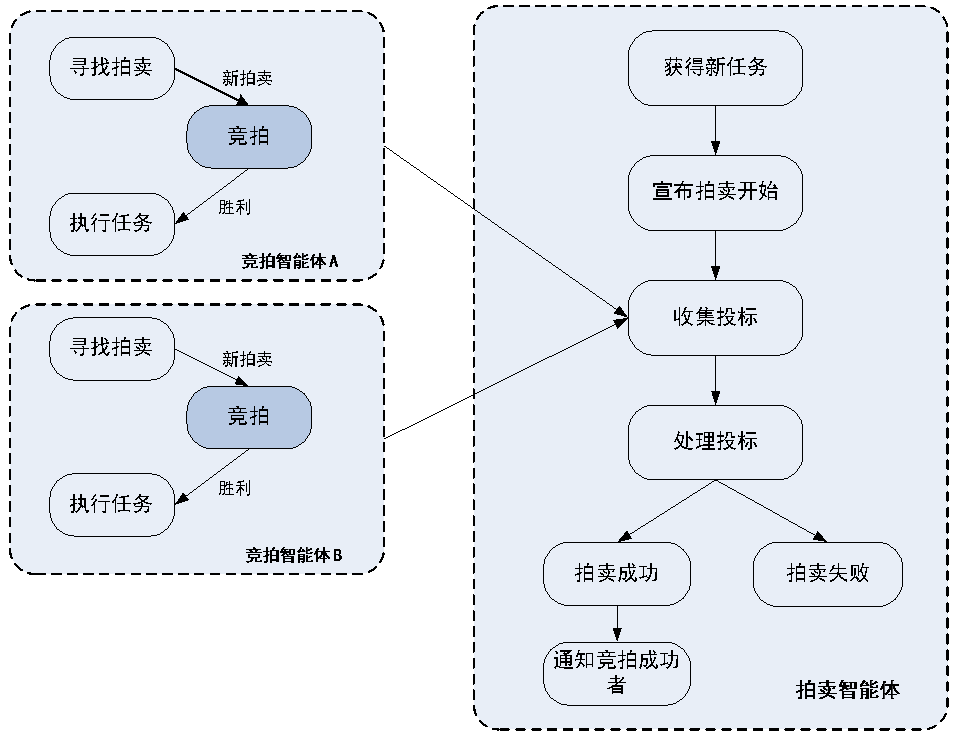 寻找拍卖
新拍卖
竞拍
胜利
执行任务
竞拍智能体A
寻找拍卖
新拍卖
竞拍
胜利
执行任务
竞拍智能体B
获得新任务
宣布拍卖开始
收集投标
处理投标
拍卖成功
拍卖失败
通知竞拍成功
者
拍卖智能体